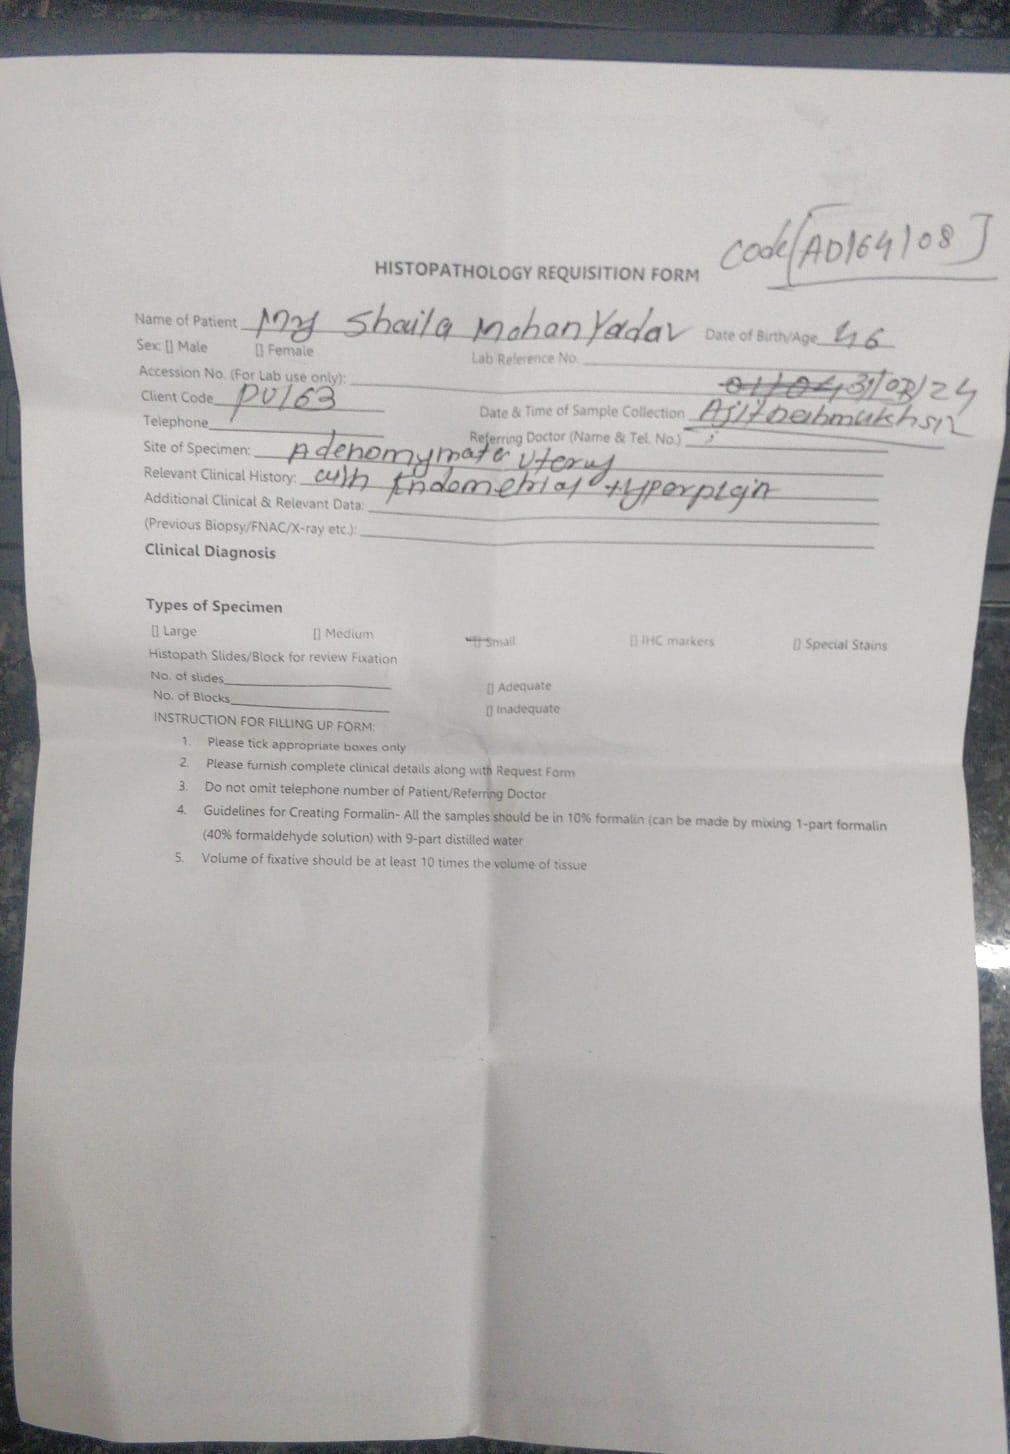 code [AD/64/08]
HISTOPATHOLOGY REQUISITION FORM
Name of Patient Mrs Shaila Mohan Yadav Date of Birth/Age 46
Sex: [] Male [] Female Lab Reference No.
Accession No. (For Lab use only):
Client Code PU163 31/03/24
Date & Time of Sample Collection
Telephone
Referring Doctor (Name & Tel. No.)
Site of Specimen: Adenomymatc Uterus
Relevant Clinical History: with Endometrial
Additional Clinical & Relevant Data:
(Previous Biopsy/FNAC/X-ray etc.):
Clinical Diagnosis
Types of Specimen
[] Large [] Medium [] Small [] IHC markers [] Special Stains
Histopath Slides/Block for review Fixation
No. of slides [] Adequate
No. of Blocks [] Inadequate
INSTRUCTION FOR FILLING UP FORM:
1. Please tick appropriate boxes only
2. Please furnish complete clinical details along with Request Form
3. Do not omit telephone number of Patient/Referring Doctor
4. Guidelines for Creating Formalin- All the samples should be in 10% formalin (can be made by mixing 1-part formalin
(40% formaldehyde solution) with 9-part distilled water
5. Volume of fixative should be at least 10 times the volume of tissue